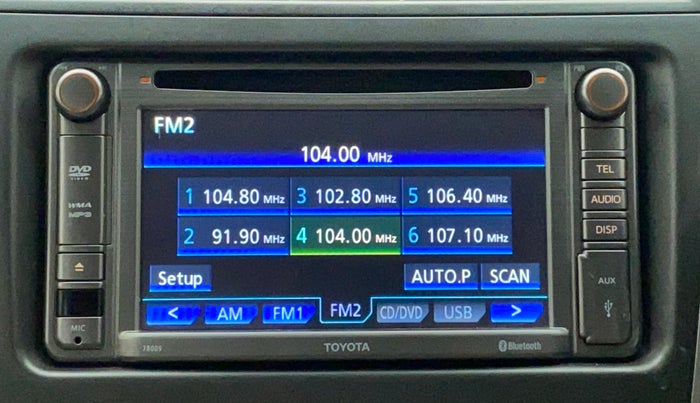 FM2
104.00 MHz
1 104.80 MHz 3 102.80 MHz 5 106.40 MHz
2 91.90 MHz 4 104.00 MHz 6 107.10 MHz
Setup AUTO.P SCAN
< AM FM1 FM2 CD/DVD USB >
DVD
VIDEO
WMA
MP3
MIC
TEL
AUDIO
DISP
AUX
78009 TOYOTA Bluetooth